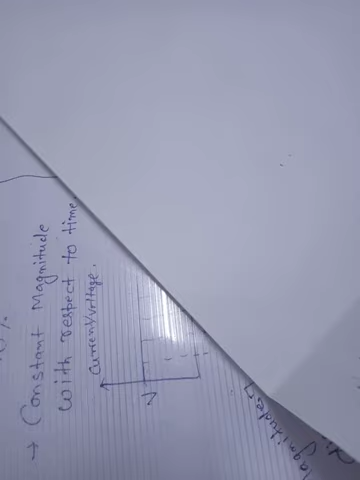 → Constant Magnitude
with respect to time.
current/voltage.